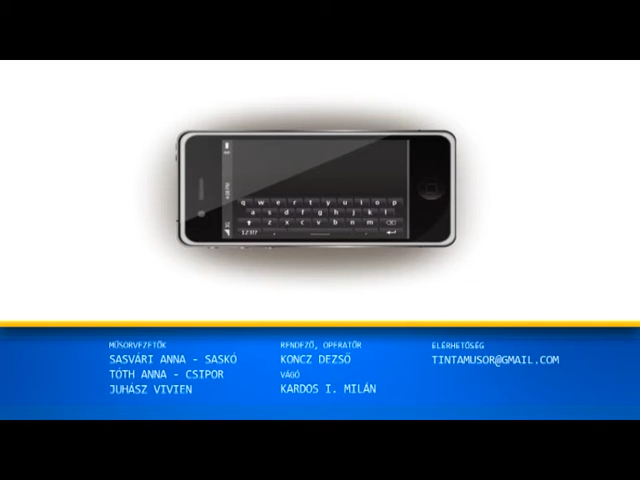 q w e r t y u i o p
a s d f g h j k l
z x c v b n m
123!?
MŰSORVEZETŐK
SASVÁRI ANNA - SASKÓ
TÓTH ANNA - CSIPOR
JUHÁSZ VIVIEN
RENDEZŐ, OPERATŐR
KONCZ DEZSŐ
VÁGÓ
KARDOS I. MILÁN
ELÉRHETŐSÉG
TINTAMUSOR@GMAIL.COM